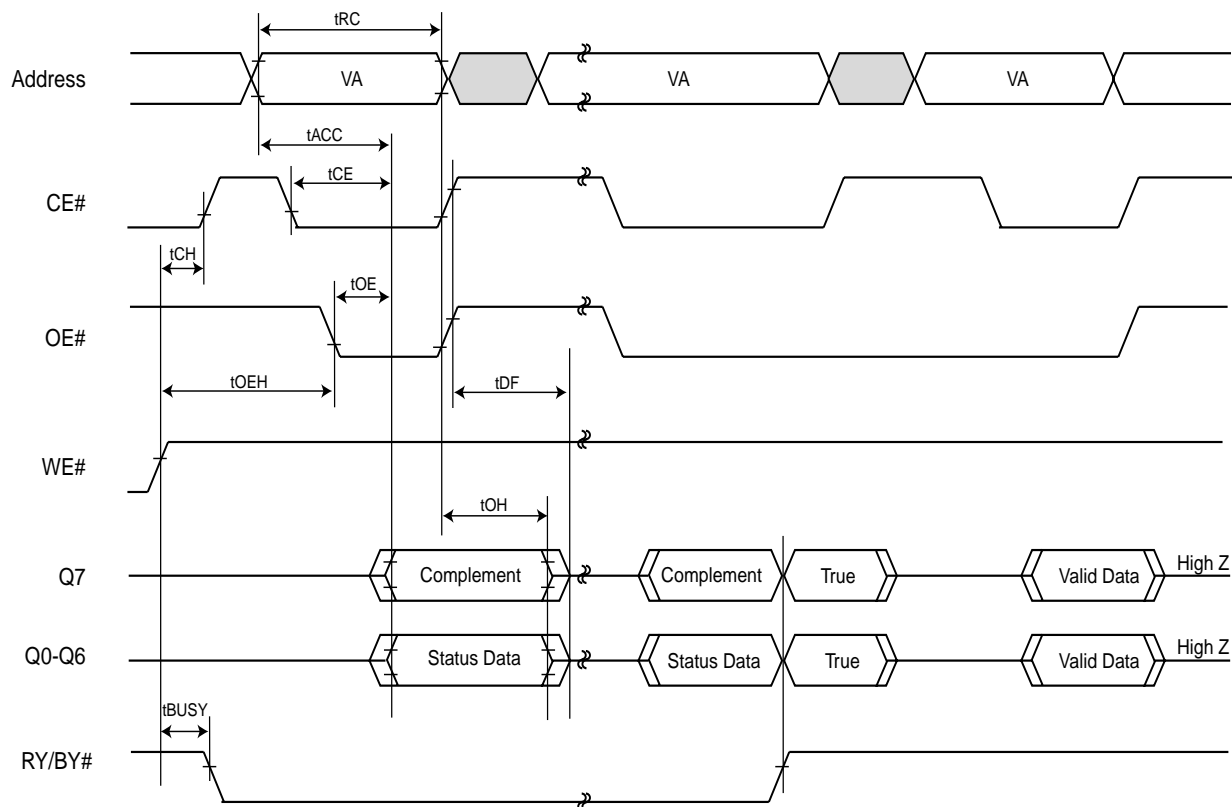 tRC
Address VA VA VA
tACC
tCE
CE#
tCH
tOE
OE#
tOEH tDF
WE#
tOH
Q7 Complement Complement True Valid Data High Z
Q0-Q6 Status Data Status Data True Valid Data High Z
tBUSY
RY/BY#